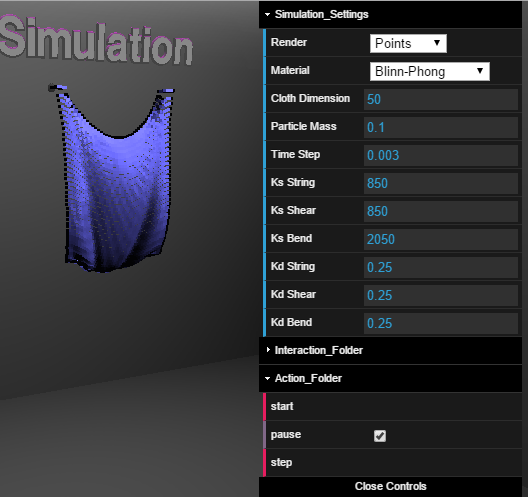 Simulation
Simulation_Settings
Render Points
Material Blinn-Phong
Cloth Dimension 50
Particle Mass 0.1
Time Step 0.003
Ks String 850
Ks Shear 850
Ks Bend 2050
Kd String 0.25
Kd Shear 0.25
Kd Bend 0.25
Interaction_Folder
Action_Folder
start
pause
step
Close Controls